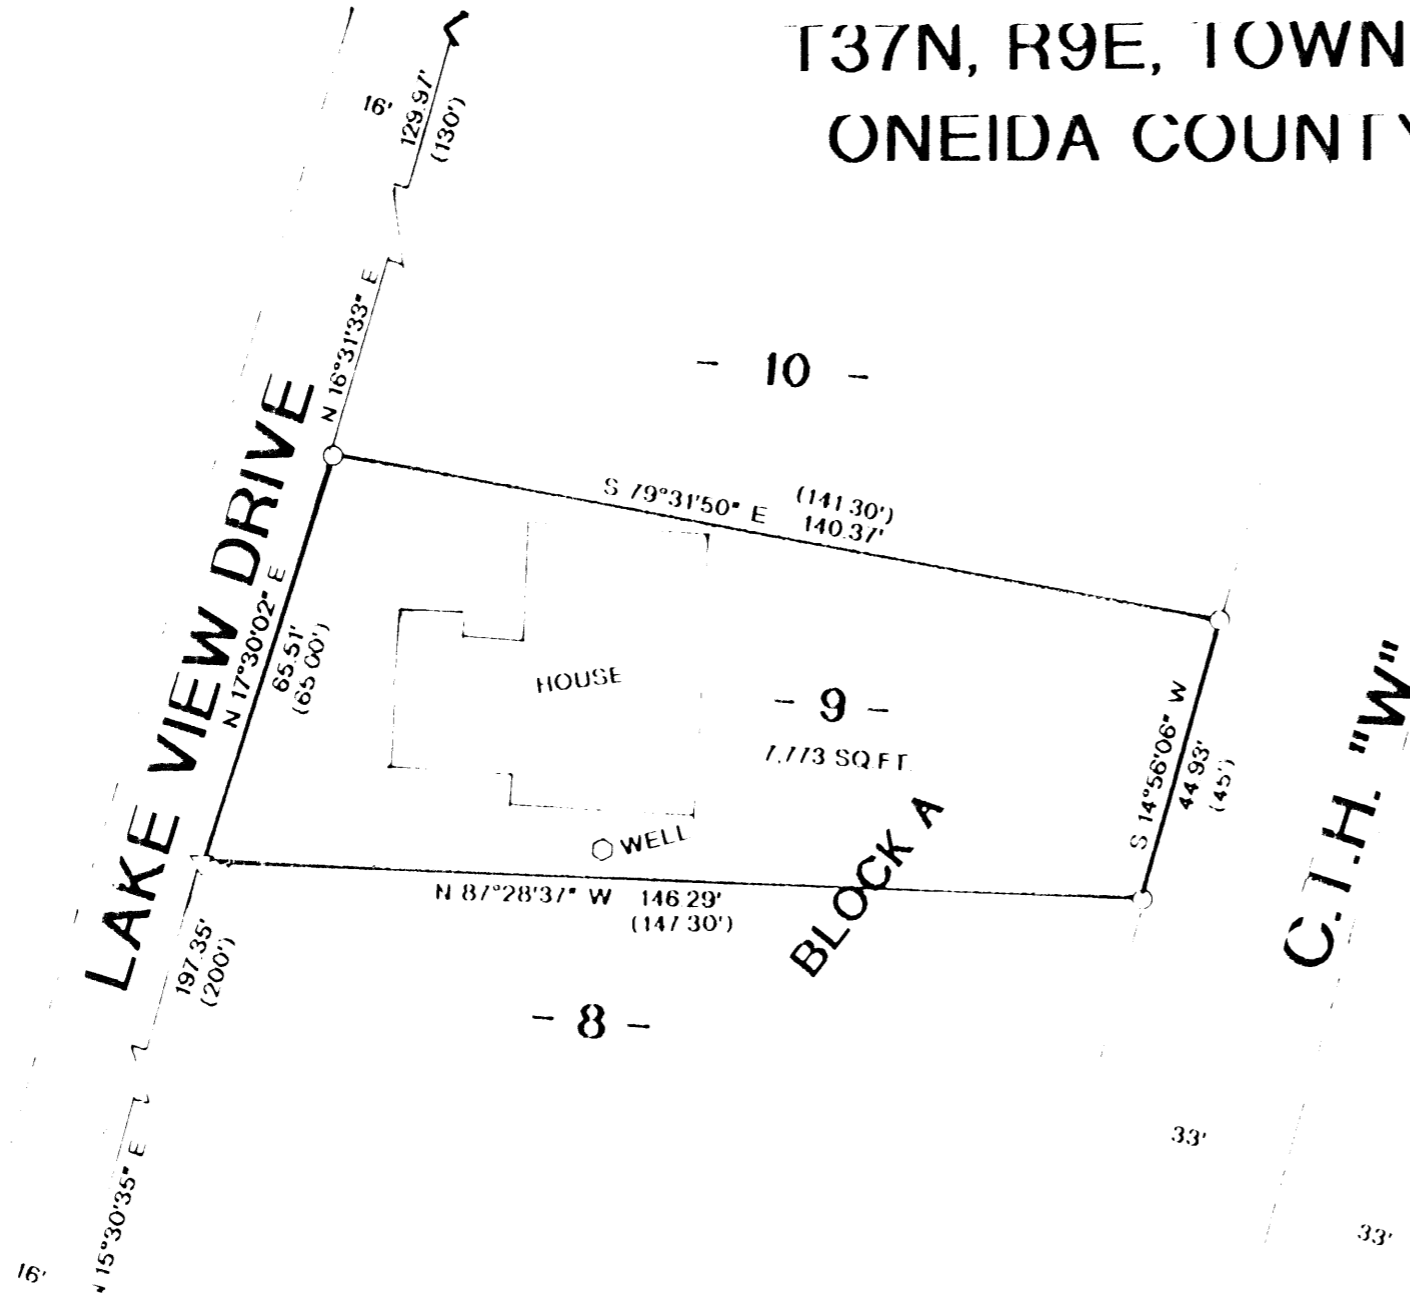 T37N, R9E, TOWN
ONEIDA COUNTY
16'
129.97'
(130')
N 16°31'33" E
- 10 -
LAKE VIEW DRIVE
S 79°31'50" E
(141.30')
140.37'
N 17°30'02" E
65.51'
(65.00')
HOUSE
- 9 -
7,773 SQ.FT.
S 14°56'06" W
44.93'
(45')
C.T.H. "W"
WELL
BLOCK A
N 87°28'37" W 146.29'
(147.30')
197.35'
(200')
- 8 -
33'
33'
N 15°30'35" E
16'